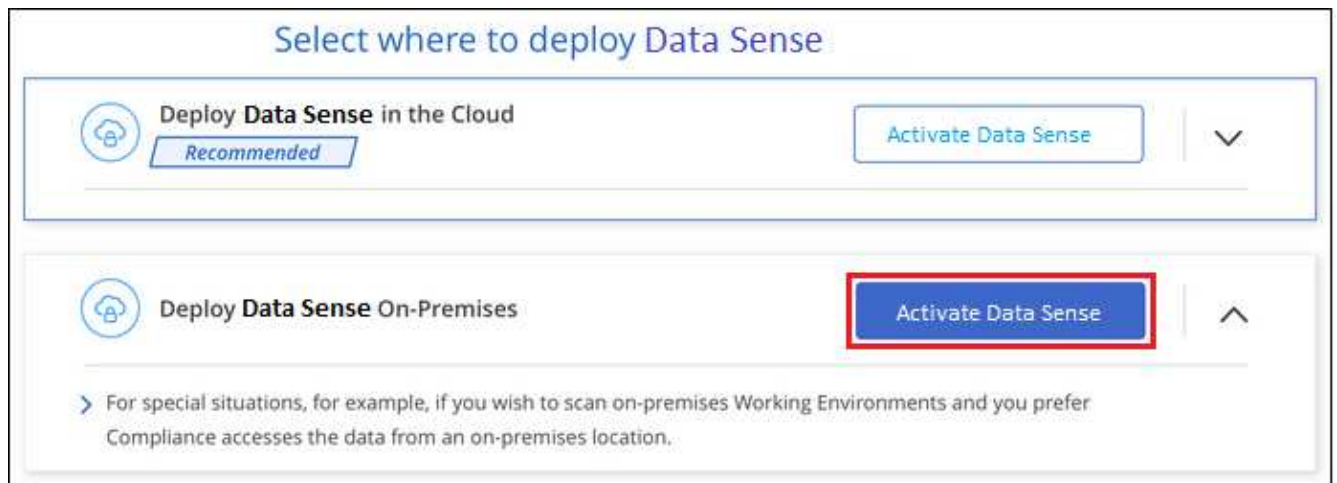 Select where to deploy Data Sense
Deploy Data Sense in the Cloud
Recommended
Activate Data Sense
Deploy Data Sense On-Premises
Activate Data Sense
For special situations, for example, if you wish to scan on-premises Working Environments and you prefer
Compliance accesses the data from an on-premises location.